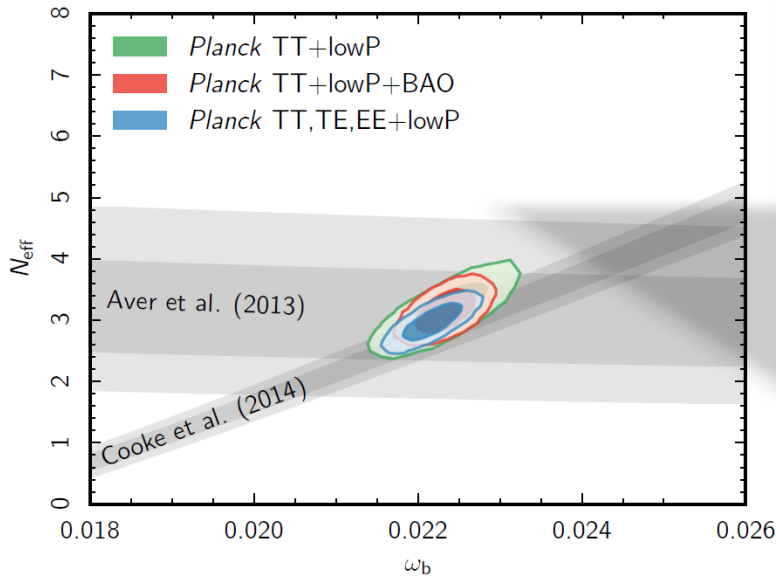 8
7
6
5
4
3
2
1
0
N_eff
Planck TT+lowP
Planck TT+lowP+BAO
Planck TT,TE,EE+lowP
Aver et al. (2013)
Cooke et al. (2014)
0.018 0.020 0.022 0.024 0.026
ω_b